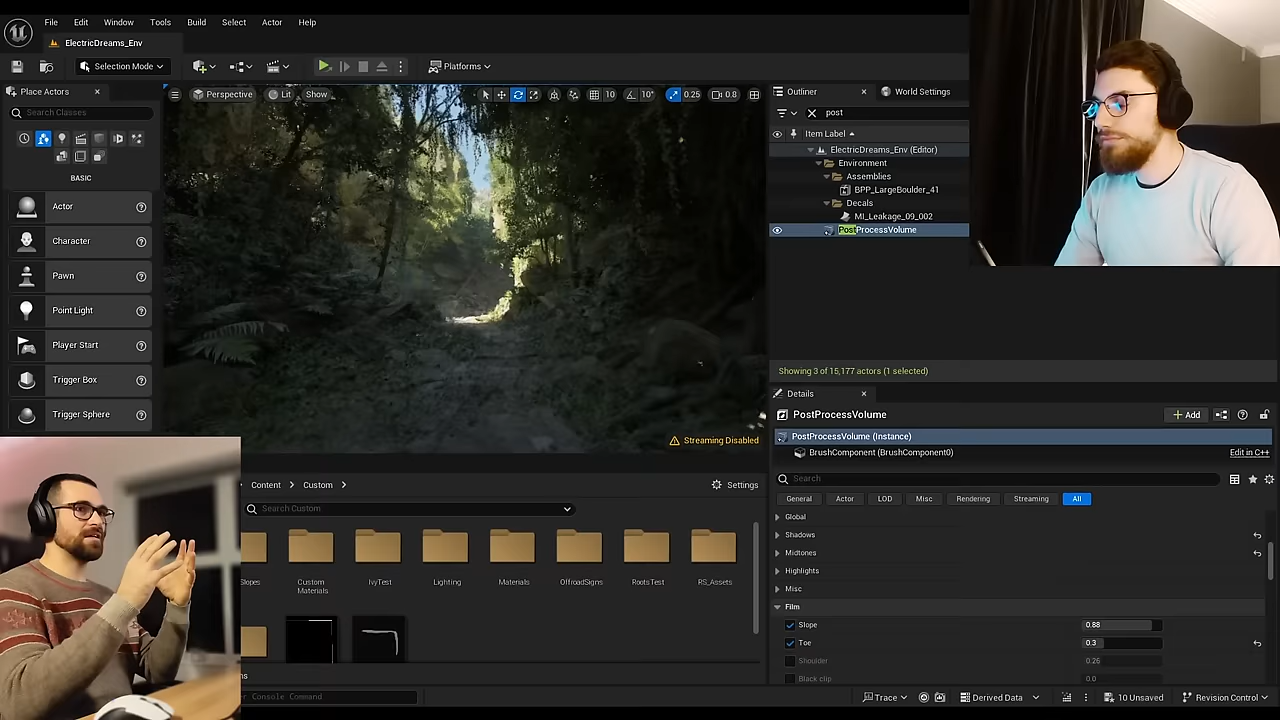 File Edit Window Tools Build Select Actor Help
ElectricDreams_Env
Selection Mode
Platforms
Place Actors
Search Classes
BASIC
Actor
Character
Pawn
Point Light
Player Start
Trigger Box
Trigger Sphere
Perspective Lit Show
10 10° 0.25 0.8
Streaming Disabled
Outliner World Settings
post
Item Label
ElectricDreams_Env (Editor)
Environment
Assemblies
BPP_LargeBoulder_41
Decals
MI_Leakage_09_002
PostProcessVolume
Showing 3 of 15,177 actors (1 selected)
Details
PostProcessVolume
Add
PostProcessVolume (Instance)
BrushComponent (BrushComponent0)
Edit in C++
Search
General Actor LOD Misc Rendering Streaming All
Global
Shadows
Midtones
Highlights
Misc
Film
Slope 0.88
Toe 0.3
Shoulder 0.26
Black clip 0.0
Content Custom
Settings
Search Custom
Custom Materials
IvyTest
Lighting
Materials
OffroadSigns
RootsTest
RS_Assets
Console Command
Trace Derived Data 10 Unsaved Revision Control